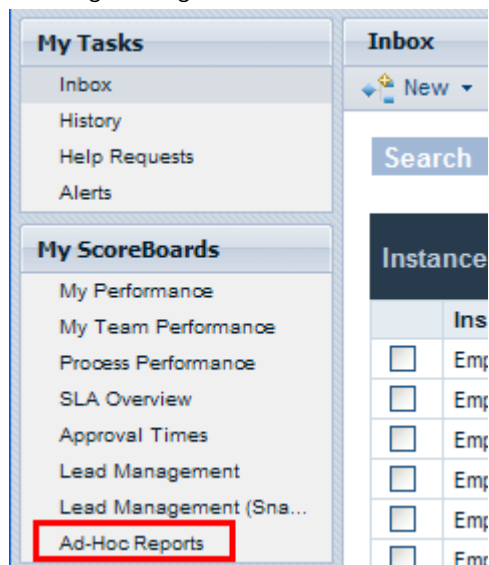 My Tasks
Inbox
History
Help Requests
Alerts
My ScoreBoards
My Performance
My Team Performance
Process Performance
SLA Overview
Approval Times
Lead Management
Lead Management (Sna...
Ad-Hoc Reports
Inbox
New
Search
Instance
Ins
Emp
Emp
Emp
Emp
Emp
Emp